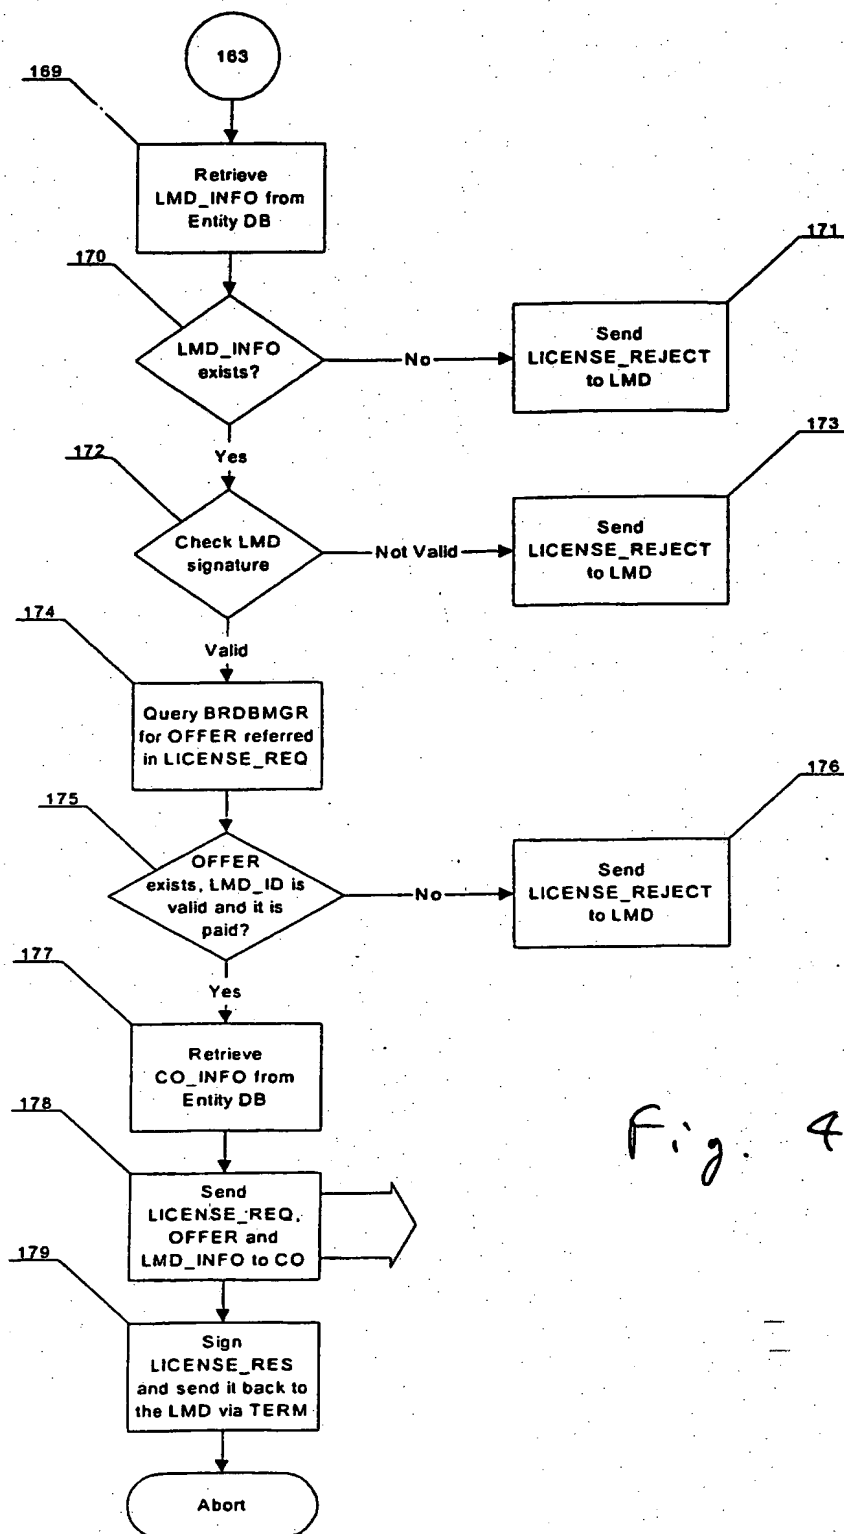 163
169
Retrieve
LMD_INFO from
Entity DB
170
171
LMD_INFO
exists?
No
Send
LICENSE_REJECT
to LMD
Yes
172
173
Check LMD
signature
Not Valid
Send
LICENSE_REJECT
to LMD
Valid
174
Query BRDBMGR
for OFFER referred
in LICENSE_REQ
175
176
OFFER
exists, LMD_ID is
valid and it is
paid?
No
Send
LICENSE_REJECT
to LMD
Yes
177
Retrieve
CO_INFO from
Entity DB
178
Send
LICENSE_REQ,
OFFER and
LMD_INFO to CO
Fig. 4
179
Sign
LICENSE_RES
and send it back to
the LMD via TERM
Abort